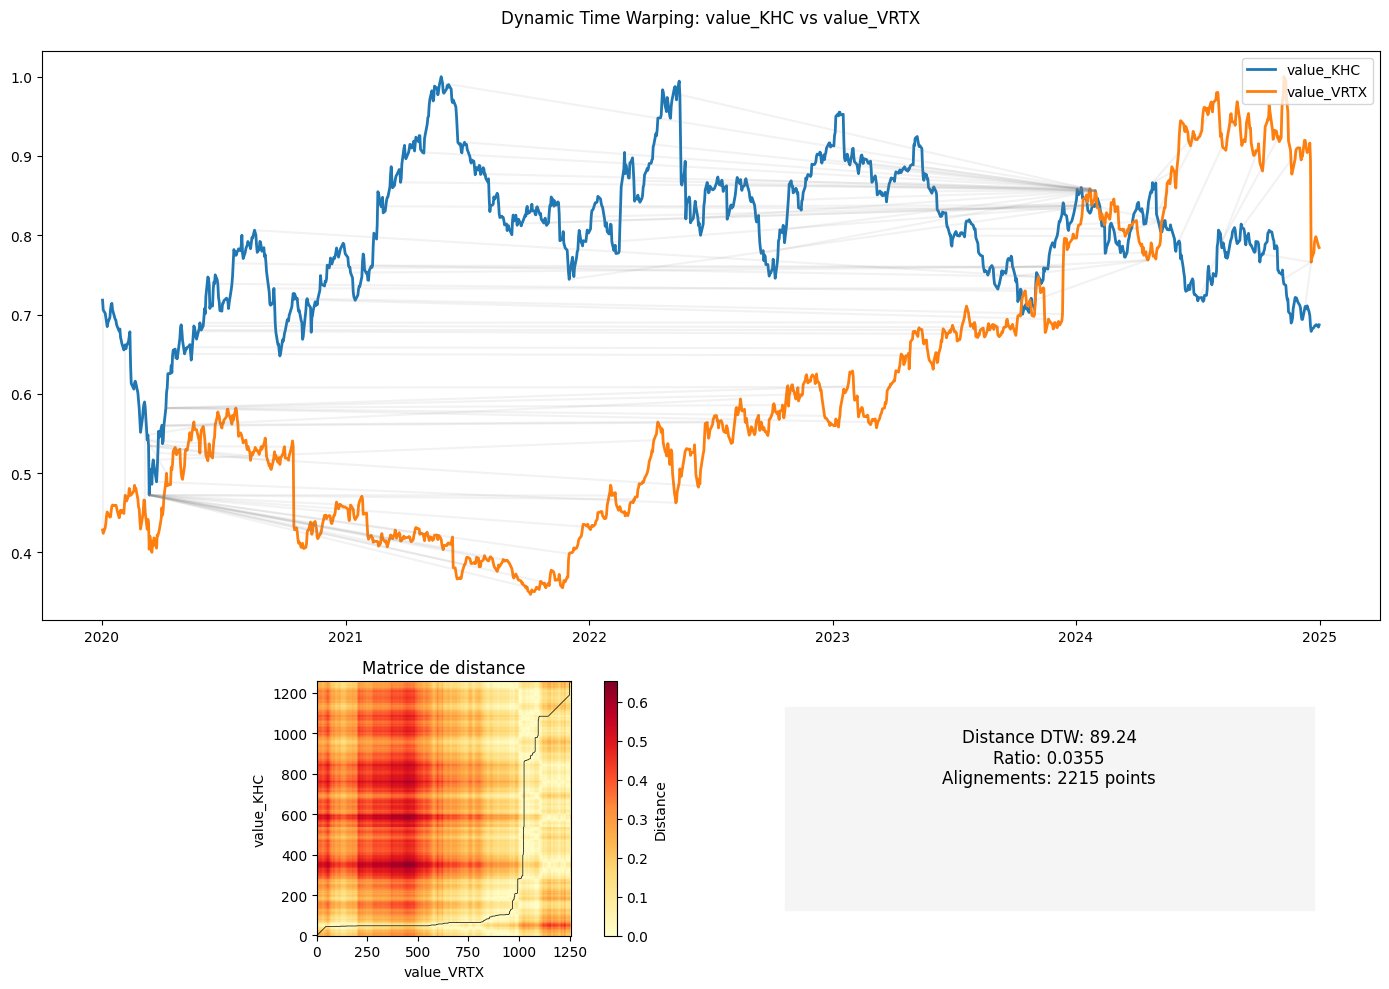 Dynamic Time Warping: value_KHC vs value_VRTX
value_KHC
value_VRTX
1.0
0.9
0.8
0.7
0.6
0.5
0.4
2020 2021 2022 2023 2024 2025
Matrice de distance
value_KHC
1200
1000
800
600
400
200
0
0 250 500 750 1000 1250
value_VRTX
0.6
0.5
0.4
0.3
0.2
0.1
0.0
Distance
Distance DTW: 89.24
Ratio: 0.0355
Alignements: 2215 points